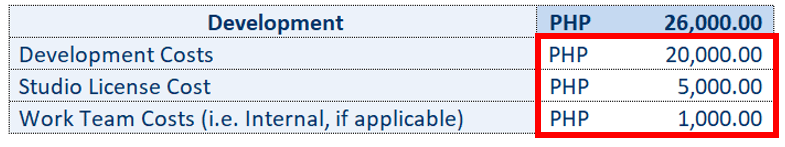 Development PHP 26,000.00
Development Costs PHP 20,000.00
Studio License Cost PHP 5,000.00
Work Team Costs (i.e. Internal, if applicable) PHP 1,000.00